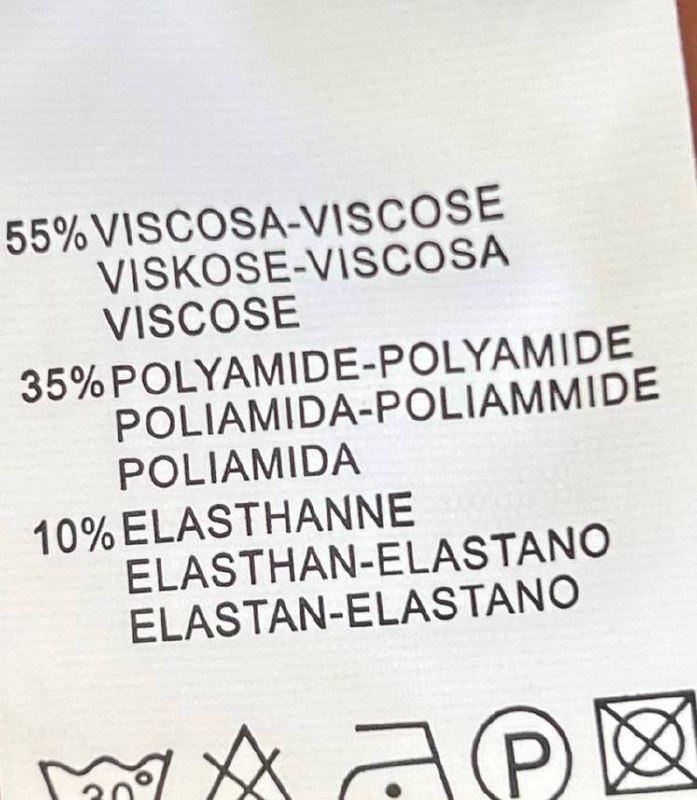 55% VISCOSA-VISCOSE
VISKOSE-VISCOSA
VISCOSE
35% POLYAMIDE-POLYAMIDE
POLIAMIDA-POLIAMMIDE
POLIAMIDA
10% ELASTHANNE
ELASTHAN-ELASTANO
ELASTAN-ELASTANO
30° P